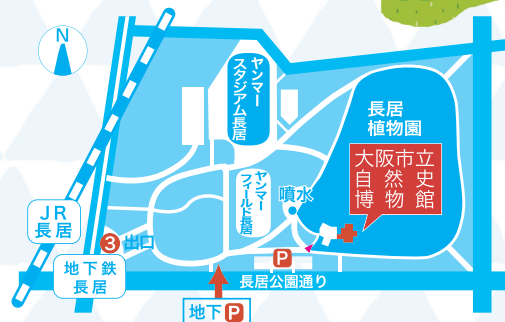 N
ヤンマー
スタジアム長居
長居
植物園
大阪市立
自然史
博物館
ヤンマー
フィールド長居
噴水
JR
長居
3 出口
地下鉄
長居
P
長居公園通り
地下P